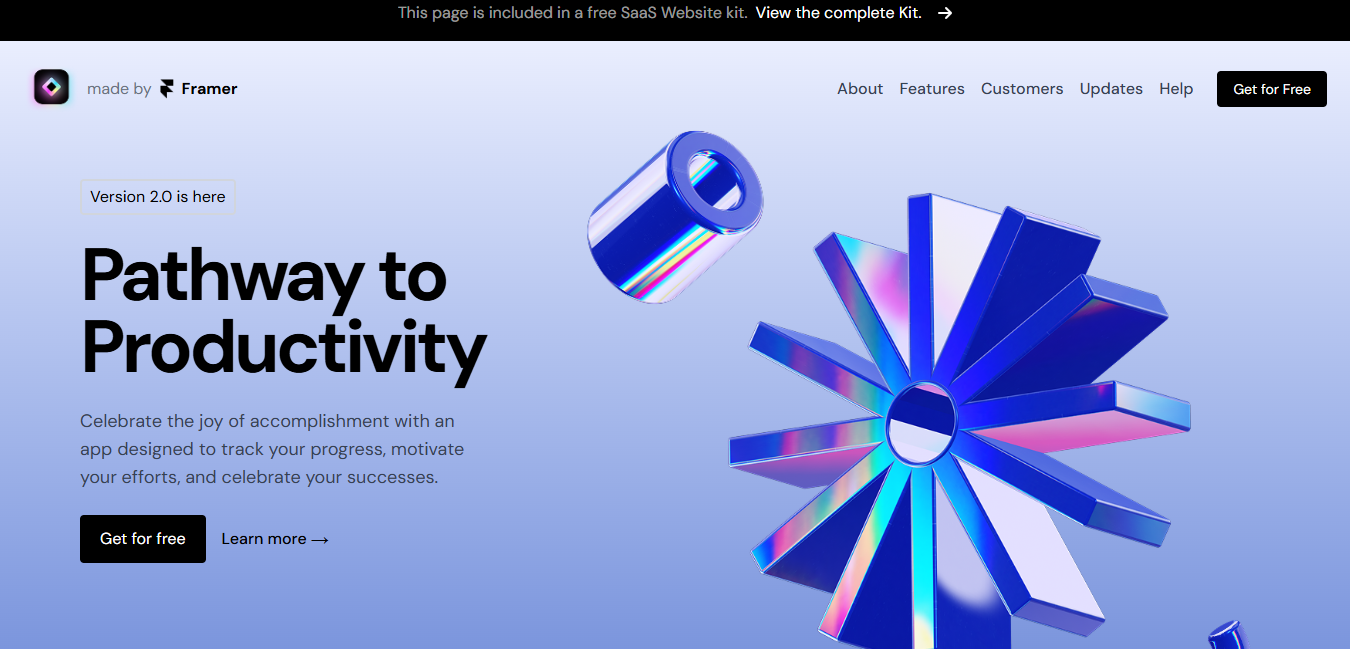 This page is included in a free SaaS Website kit. View the complete Kit. →
made by Framer
About Features Customers Updates Help Get for Free
Version 2.0 is here
Pathway to
Productivity
Celebrate the joy of accomplishment with an
app designed to track your progress, motivate
your efforts, and celebrate your successes.
Get for free Learn more →